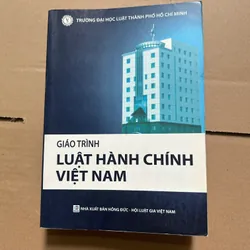 TRƯỜNG ĐẠI HỌC LUẬT THÀNH PHỐ HỒ CHÍ MINH
GIÁO TRÌNH
LUẬT HÀNH CHÍNH
VIỆT NAM
NHÀ XUẤT BẢN HỒNG ĐỨC - HỘI LUẬT GIA VIỆT NAM